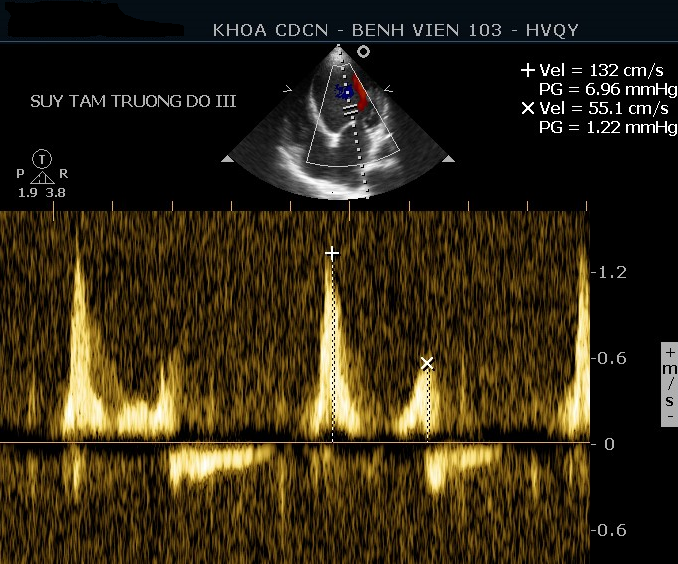 KHOA CDCN - BENH VIEN 103 - HVQY
+ Vel = 132 cm/s
PG = 6.96 mmHg
× Vel = 55.1 cm/s
PG = 1.22 mmHg
SUY TAM TRUONG DO III
T
P R
1.9 3.8
-1.2
-0.6
- 0
-0.6
+
m
/
s
-